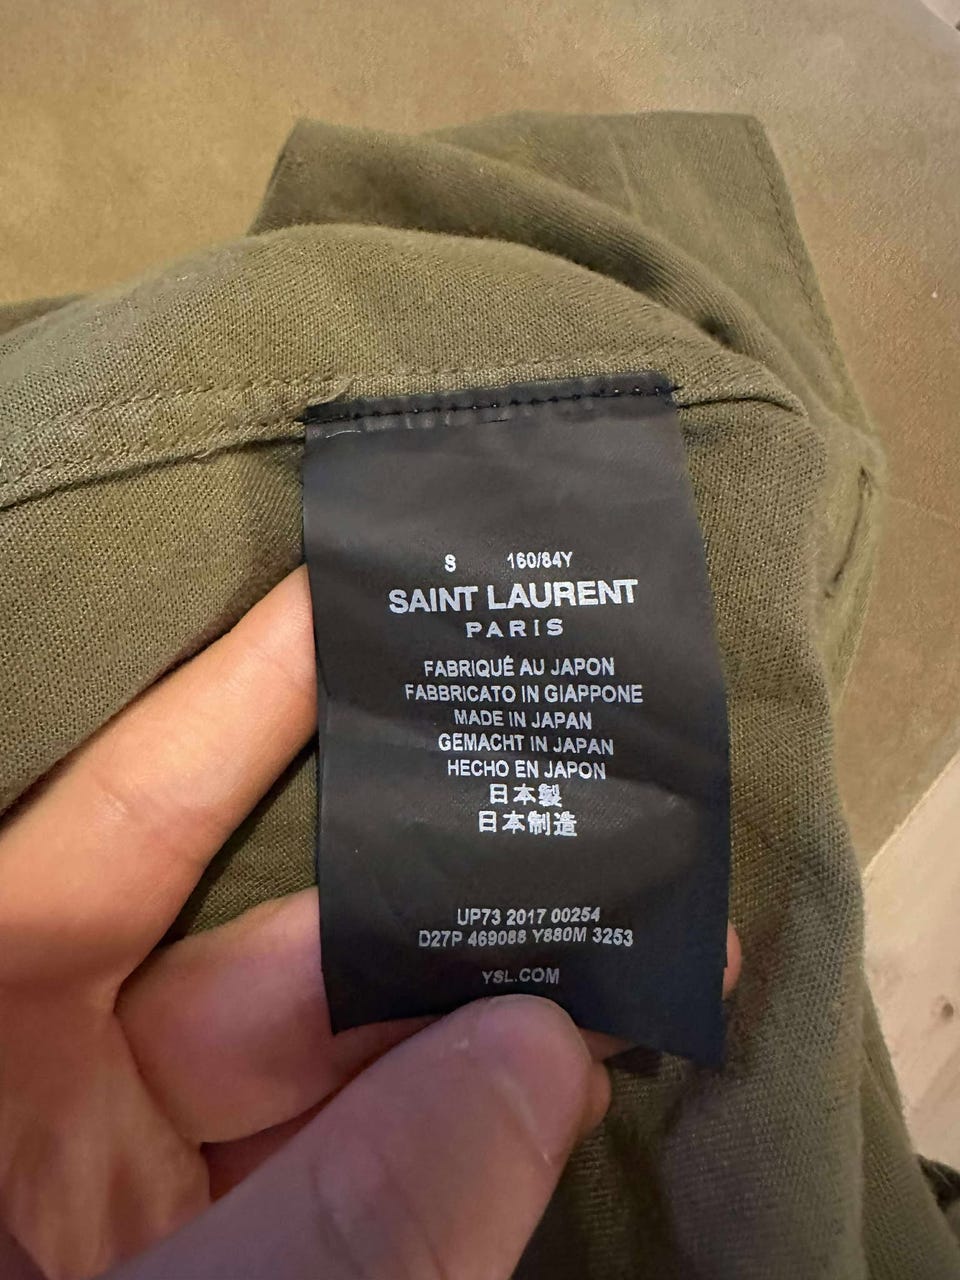 S 160/84Y
SAINT LAURENT
PARIS
FABRIQUÉ AU JAPON
FABBRICATO IN GIAPPONE
MADE IN JAPAN
GEMACHT IN JAPAN
HECHO EN JAPON
日本製
日本制造
UP73 2017 00254
D27P 469088 Y880M 3253
YSL.COM